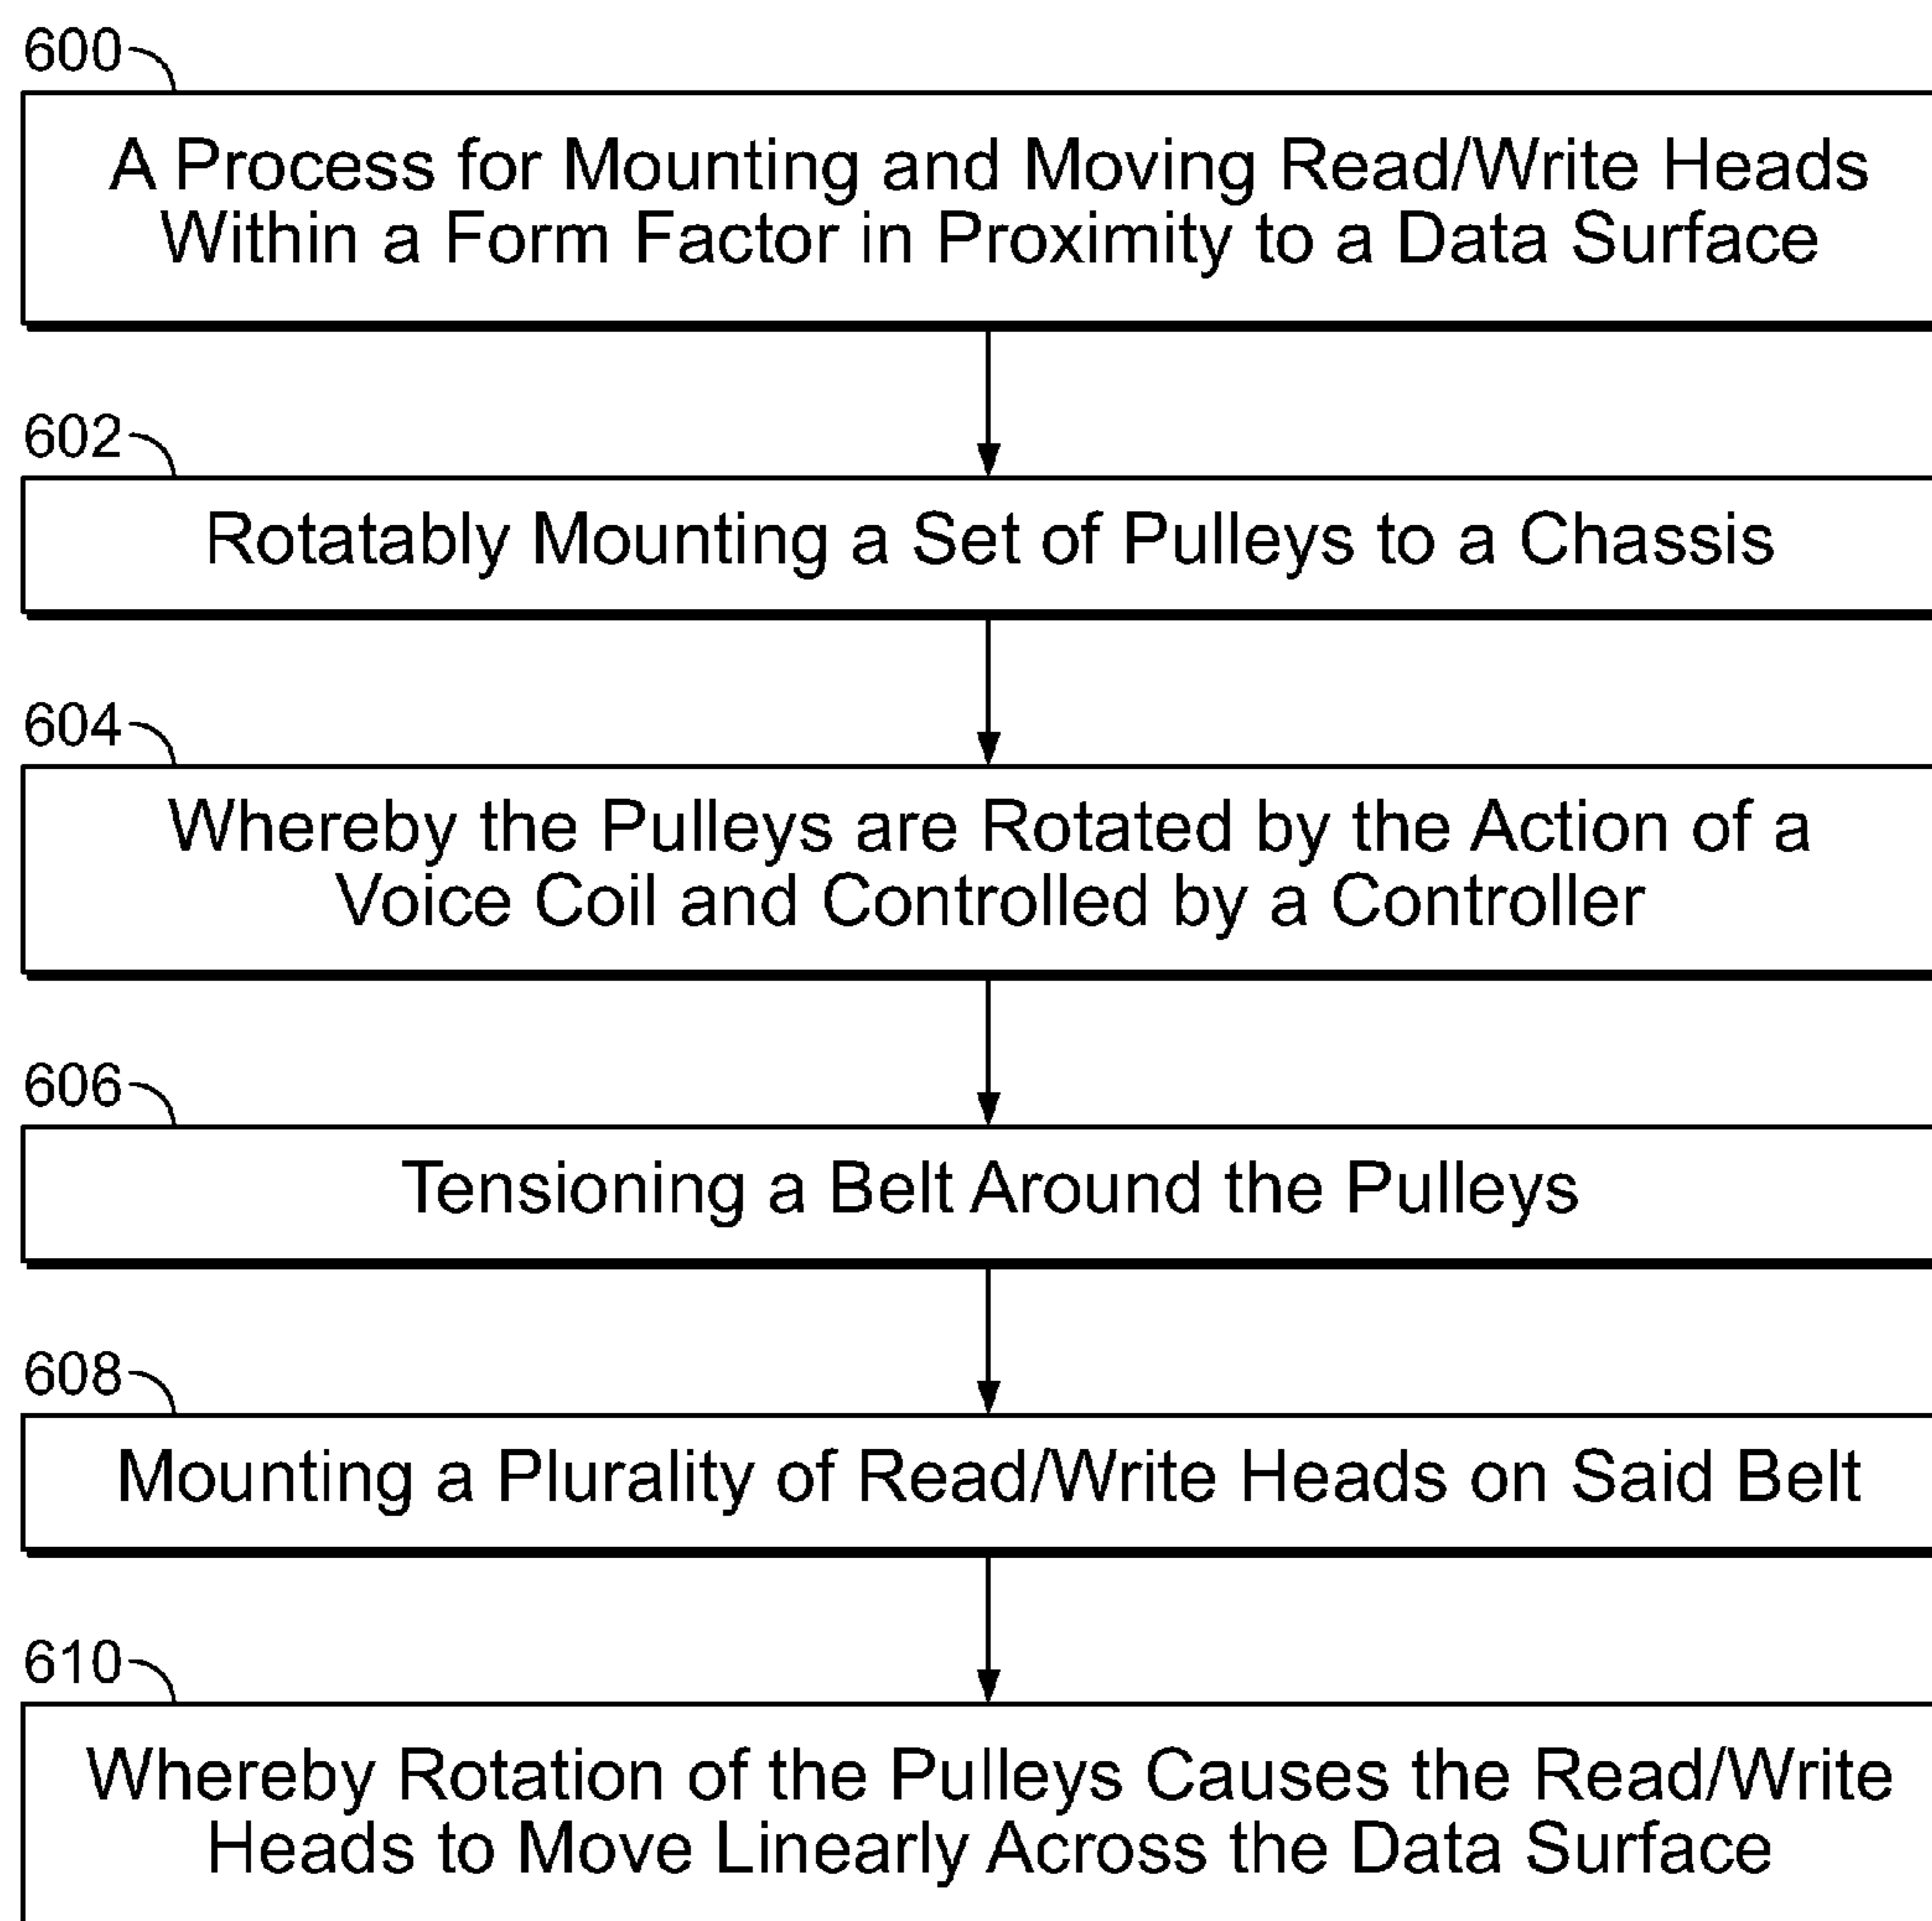 600
A Process for Mounting and Moving Read/Write Heads
Within a Form Factor in Proximity to a Data Surface
602
Rotatably Mounting a Set of Pulleys to a Chassis
604
Whereby the Pulleys are Rotated by the Action of a
Voice Coil and Controlled by a Controller
606
Tensioning a Belt Around the Pulleys
608
Mounting a Plurality of Read/Write Heads on Said Belt
610
Whereby Rotation of the Pulleys Causes the Read/Write
Heads to Move Linearly Across the Data Surface